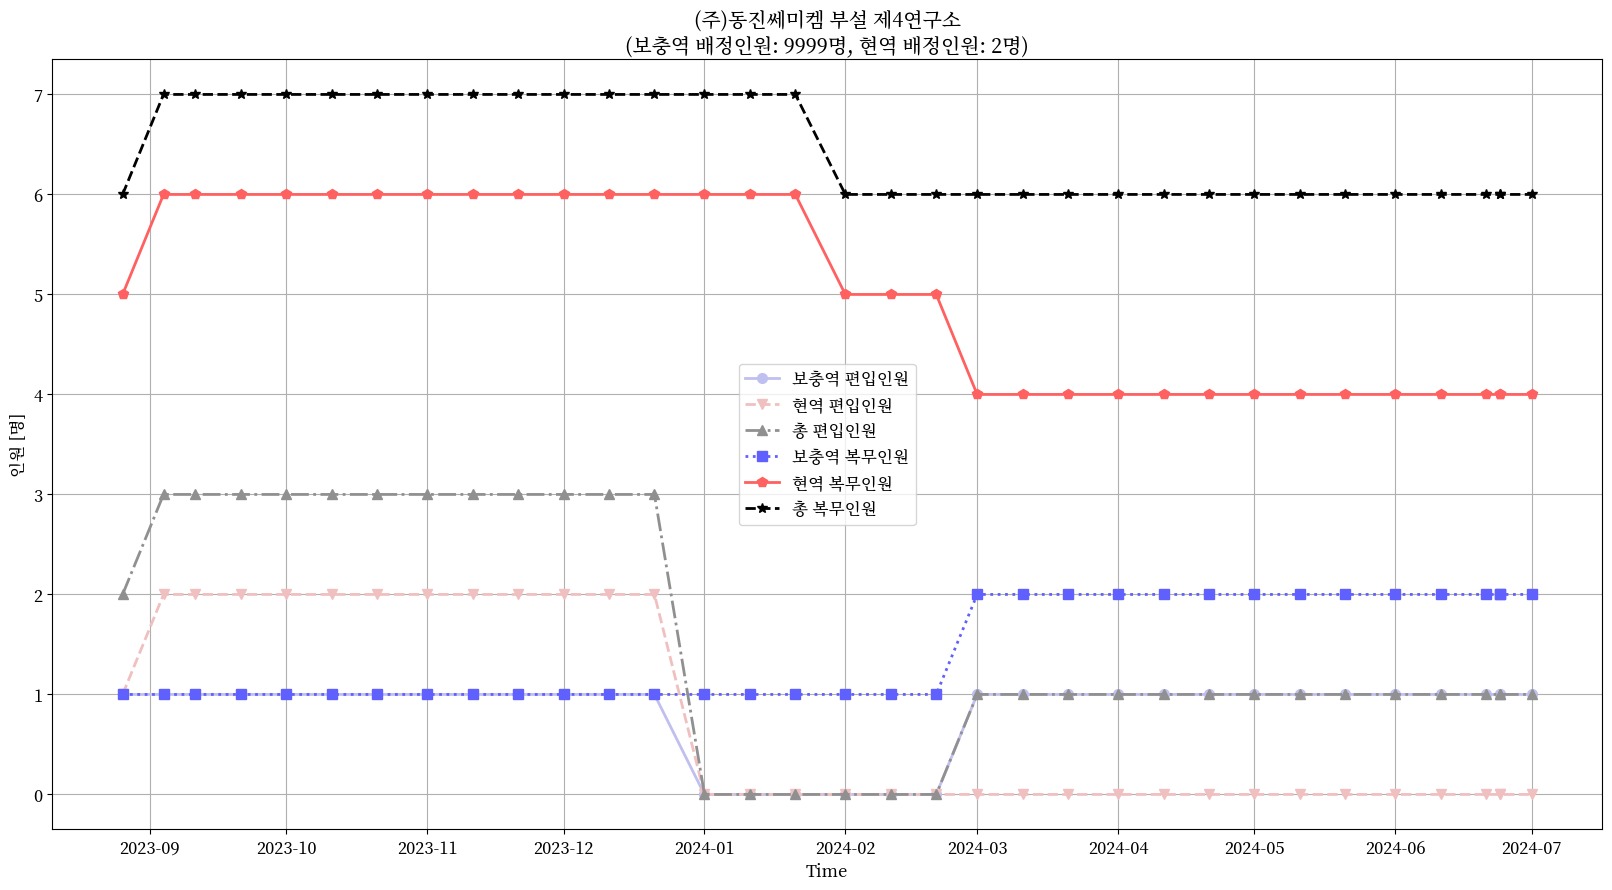 (주)동진쎄미켐 부설 제4연구소
(보충역 배정인원: 9999명, 현역 배정인원: 2명)
7
6
5
4
3
2
1
0
인원 [명]
보충역 편입인원
현역 편입인원
총 편입인원
보충역 복무인원
현역 복무인원
총 복무인원
2023-09 2023-10 2023-11 2023-12 2024-01 2024-02 2024-03 2024-04 2024-05 2024-06 2024-07
Time